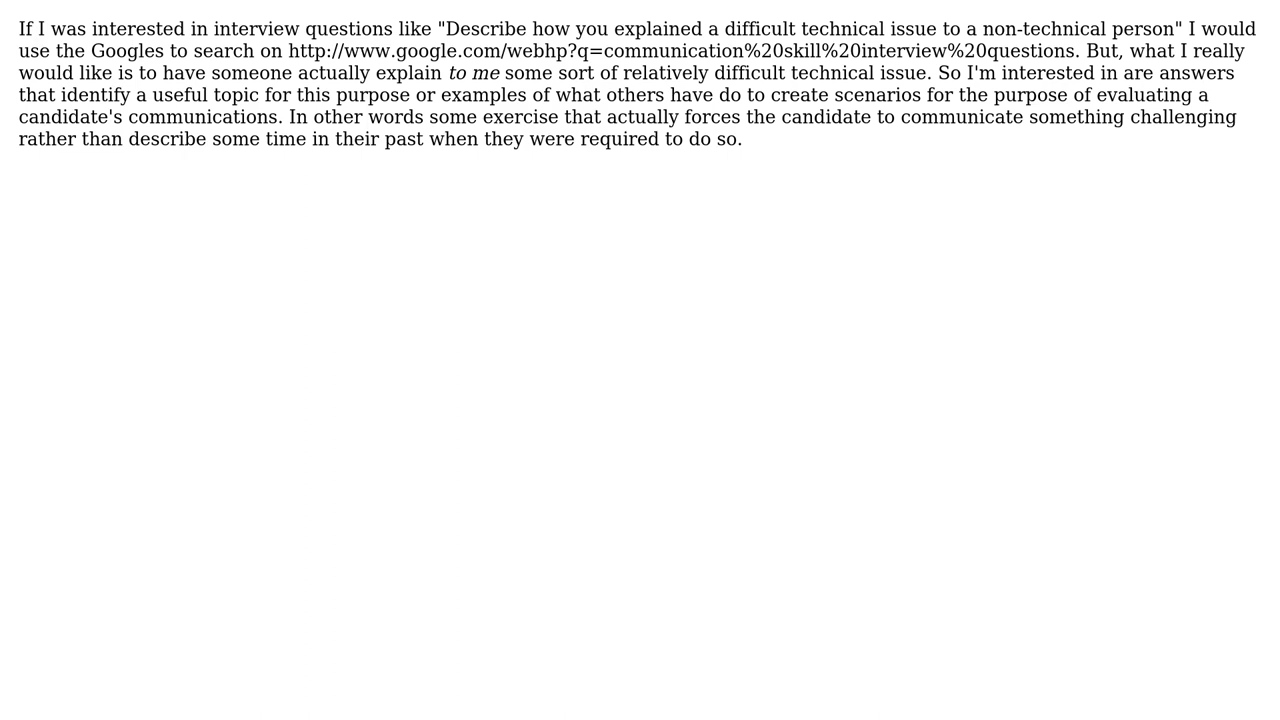 If I was interested in interview questions like "Describe how you explained a difficult technical issue to a non-technical person" I would
use the Googles to search on http://www.google.com/webhp?q=communication%20skill%20interview%20questions. But, what I really
would like is to have someone actually explain to me some sort of relatively difficult technical issue. So I'm interested in are answers
that identify a useful topic for this purpose or examples of what others have do to create scenarios for the purpose of evaluating a
candidate's communications. In other words some exercise that actually forces the candidate to communicate something challenging
rather than describe some time in their past when they were required to do so.